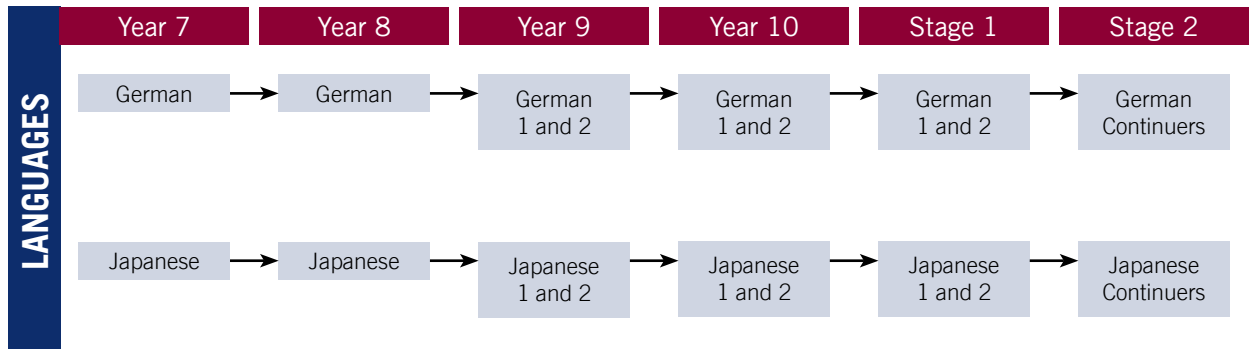 LANGUAGES
Year 7
Year 8
Year 9
Year 10
Stage 1
Stage 2
German
German
German
1 and 2
German
1 and 2
German
1 and 2
German
Continuers
Japanese
Japanese
Japanese
1 and 2
Japanese
1 and 2
Japanese
1 and 2
Japanese
Continuers